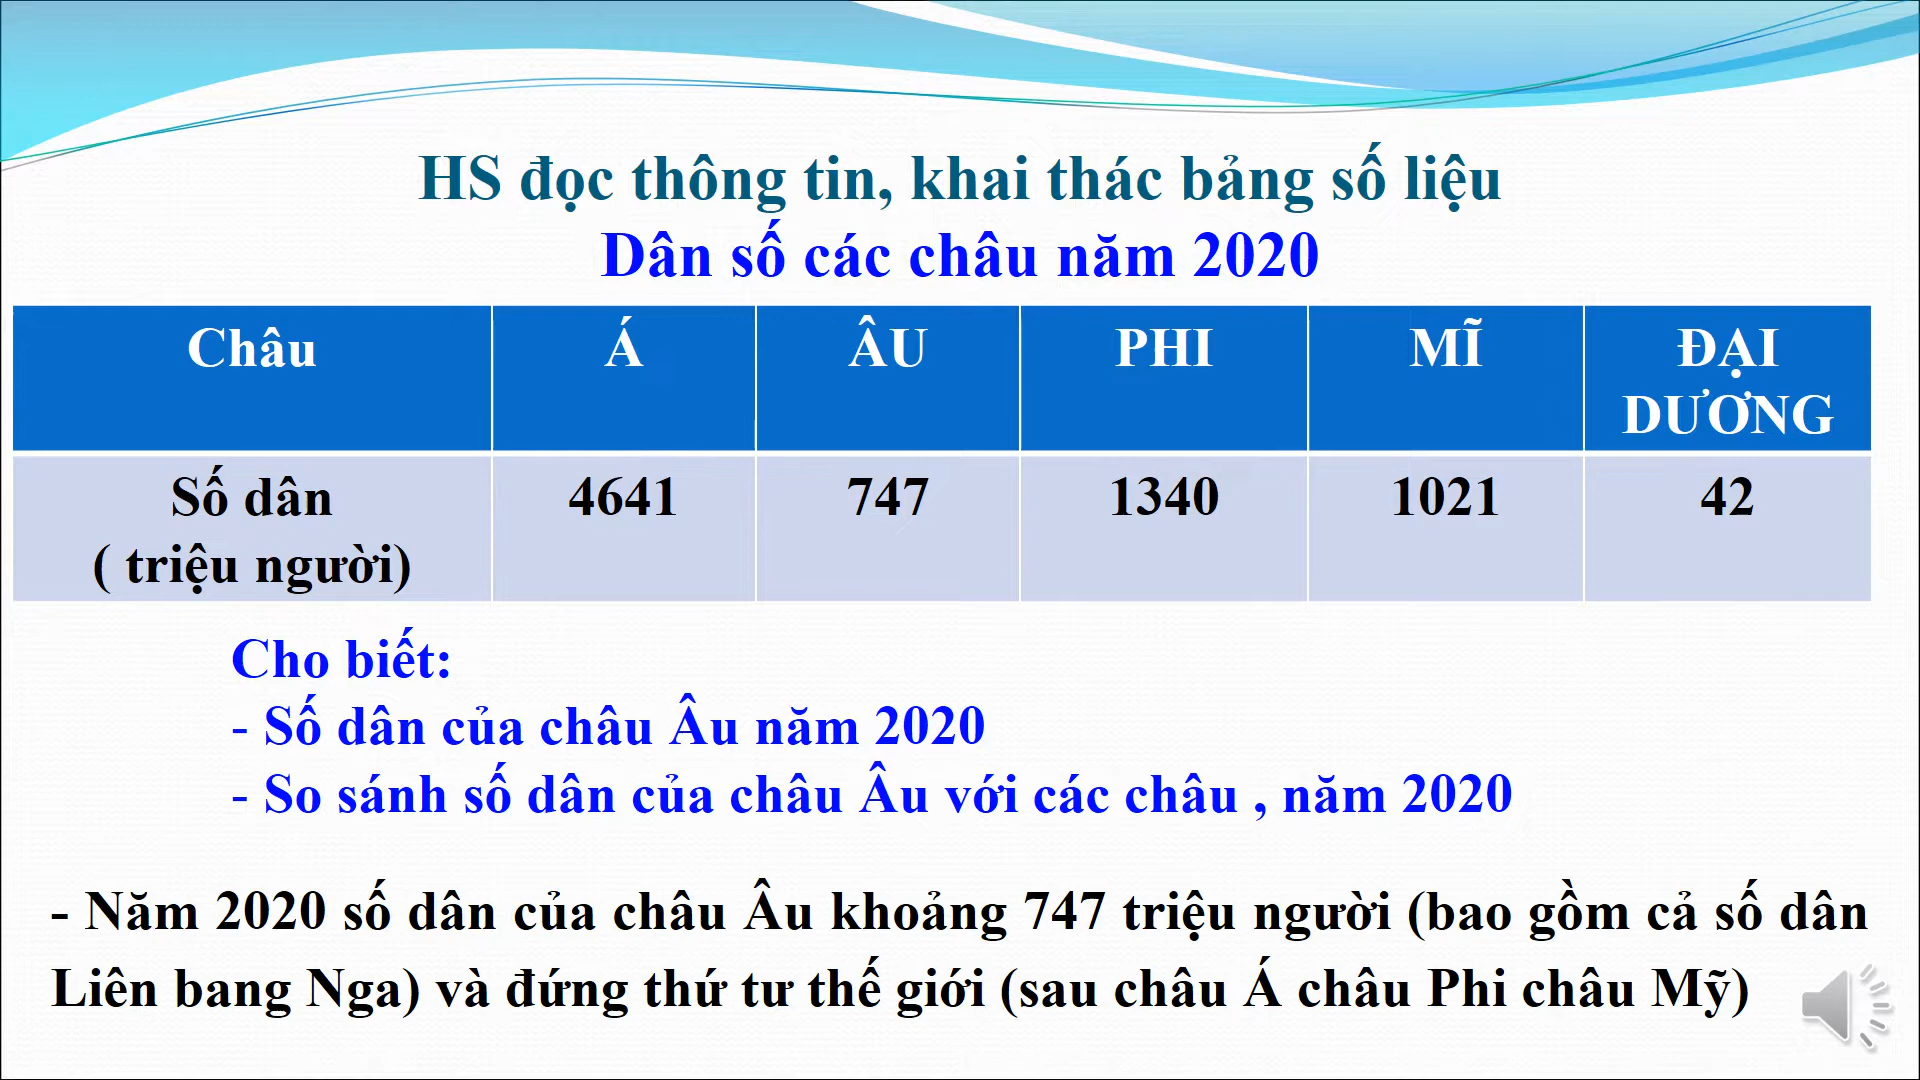 HS đọc thông tin, khai thác bảng số liệu
Dân số các châu năm 2020
Châu Á ÂU PHI MĨ ĐẠI
DƯƠNG
Số dân 4641 747 1340 1021 42
( triệu người)
Cho biết:
- Số dân của châu Âu năm 2020
- So sánh số dân của châu Âu với các châu , năm 2020
- Năm 2020 số dân của châu Âu khoảng 747 triệu người (bao gồm cả số dân
Liên bang Nga) và đứng thứ tư thế giới (sau châu Á châu Phi châu Mỹ)